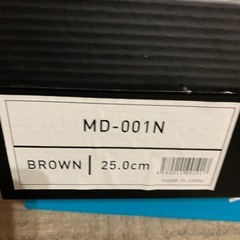 MD-001N
BROWN | 25.0cm
made in china